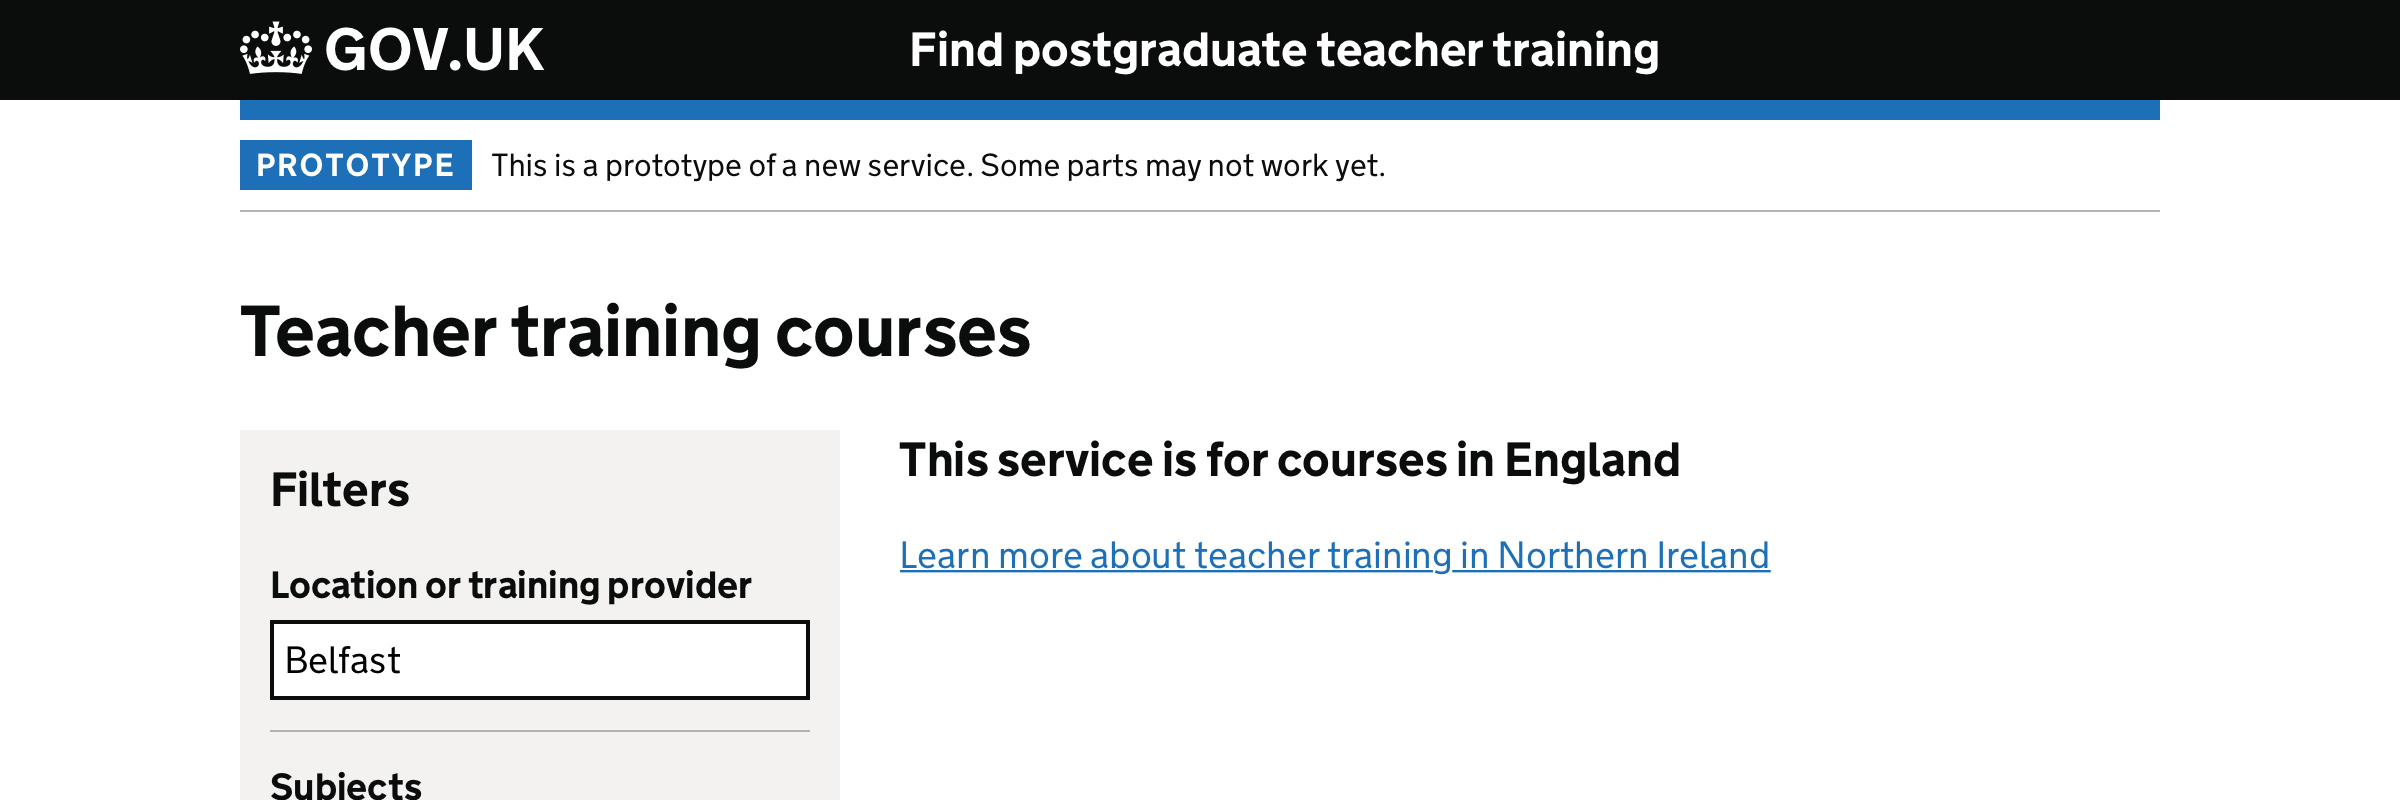 GOV.UK
Find postgraduate teacher training
PROTOTYPE This is a prototype of a new service. Some parts may not work yet.
Teacher training courses
Filters
Location or training provider
Belfast
Subjects
This service is for courses in England
Learn more about teacher training in Northern Ireland